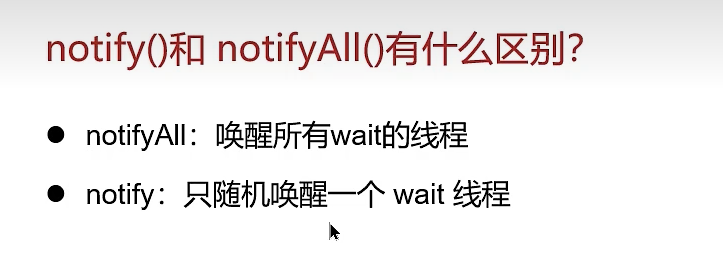 notify()和 notifyAll()有什么区别?
● notifyAll：唤醒所有wait的线程
● notify：只随机唤醒一个 wait 线程